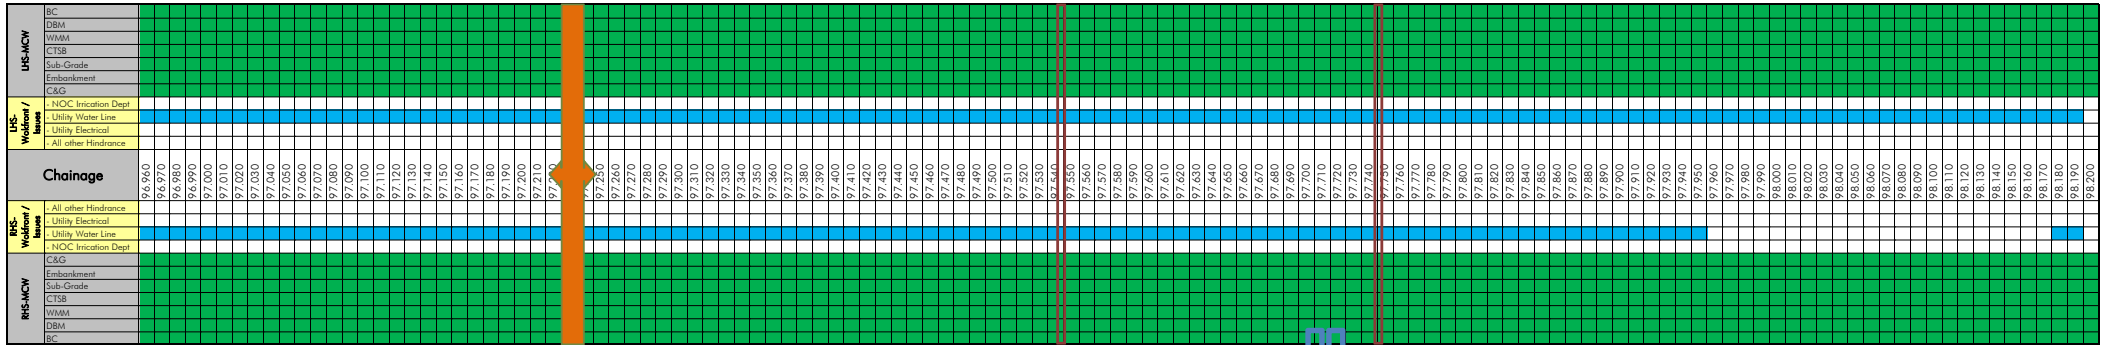 LHS-MCW
BC
DBM
WMM
CTSB
Sub-Grade
Embankment
C&G
LHS-
Wokfront /
Issues
- NOC Irrication Dept
- Utility Water Line
- Utility Electrical
- All other Hindrance
Chainage
96.960 96.970 96.980 96.990 97.000 97.010 97.020 97.030 97.040 97.050 97.060 97.070 97.080 97.090 97.100 97.110 97.120 97.130 97.140 97.150 97.160 97.170 97.180 97.190 97.200 97.210 97.250 97.260 97.270 97.280 97.290 97.300 97.310 97.320 97.330 97.340 97.350 97.360 97.370 97.380 97.390 97.400 97.410 97.420 97.430 97.440 97.450 97.460 97.470 97.480 97.490 97.500 97.510 97.520 97.530 97.540 97.550 97.560 97.570 97.580 97.590 97.600 97.610 97.620 97.630 97.640 97.650 97.660 97.670 97.680 97.690 97.700 97.710 97.720 97.730 97.740 97.750 97.760 97.770 97.780 97.790 97.800 97.810 97.820 97.830 97.840 97.850 97.860 97.870 97.880 97.890 97.900 97.910 97.920 97.930 97.940 97.950 97.960 97.970 97.980 97.990 98.000 98.010 98.020 98.030 98.040 98.050 98.060 98.070 98.080 98.090 98.100 98.110 98.120 98.130 98.140 98.150 98.160 98.170 98.180 98.190 98.200
RHS-
Wokfront /
Issues
- All other Hindrance
- Utility Electrical
- Utility Water Line
- NOC Irrication Dept
RHS-MCW
C&G
Embankment
Sub-Grade
CTSB
WMM
DBM
BC